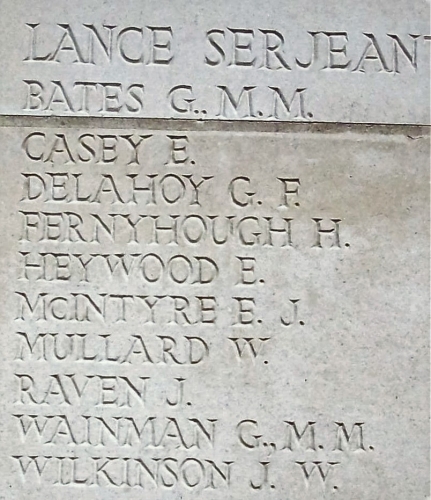 LANCE SERJEANT
BATES G., M.M.
CASEY E.
DELAHOY G. F.
FERNYHOUGH H.
HEYWOOD E.
McINTYRE E. J.
MULLARD W.
RAVEN J.
WAINMAN G., M.M.
WILKINSON J. W.